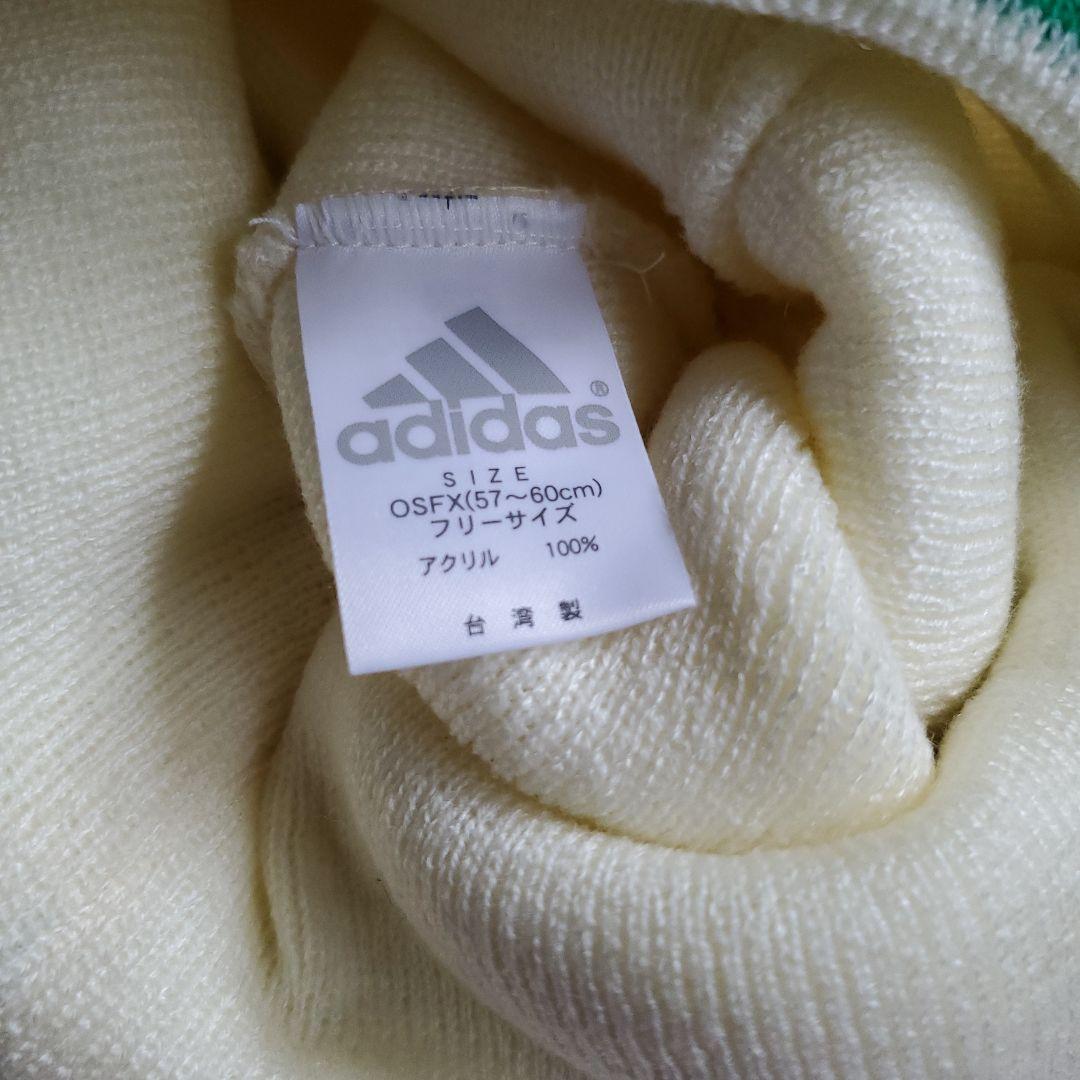 adidas®
SIZE
OSFX(57〜60cm)
フリーサイズ
アクリル 100%
台湾製